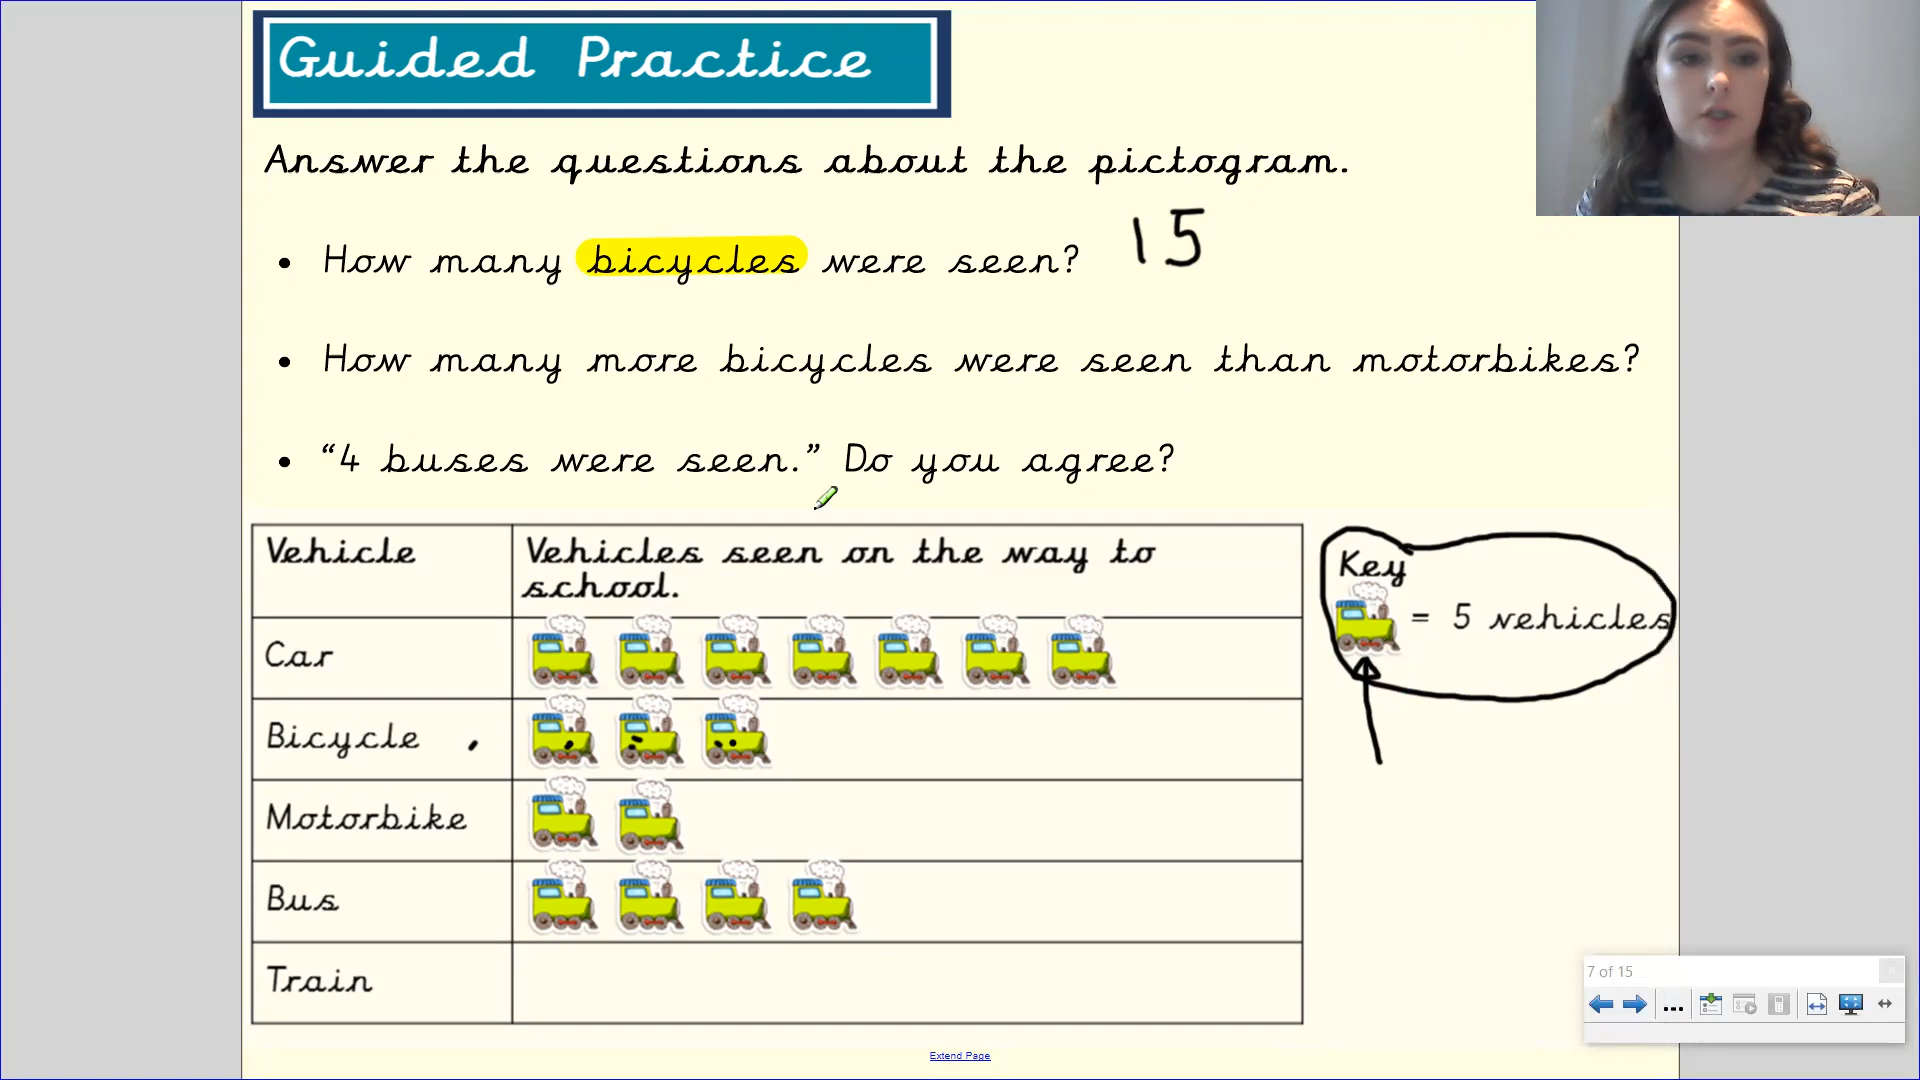 Guided Practice
Answer the questions about the pictogram.
• How many bicycles were seen? 15
• How many more bicycles were seen than motorbikes?
• “4 buses were seen.” Do you agree?
Vehicle
Vehicles seen on the way to
school.
Car
Bicycle
Motorbike
Bus
Train
Key
= 5 vehicles
7 of 15
Extend Page